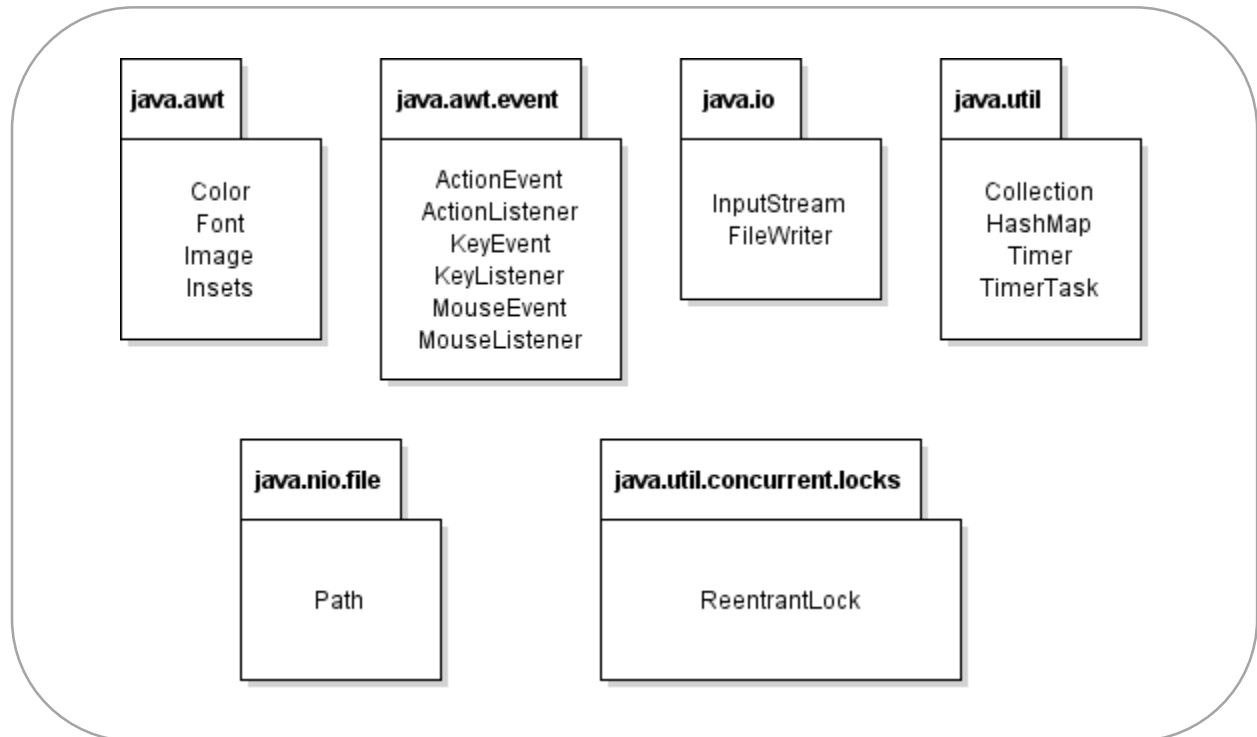 java.awt
Color
Font
Image
Insets
java.awt.event
ActionEvent
ActionListener
KeyEvent
KeyListener
MouseEvent
MouseListener
java.io
InputStream
FileWriter
java.util
Collection
HashMap
Timer
TimerTask
java.nio.file
Path
java.util.concurrent.locks
ReentrantLock